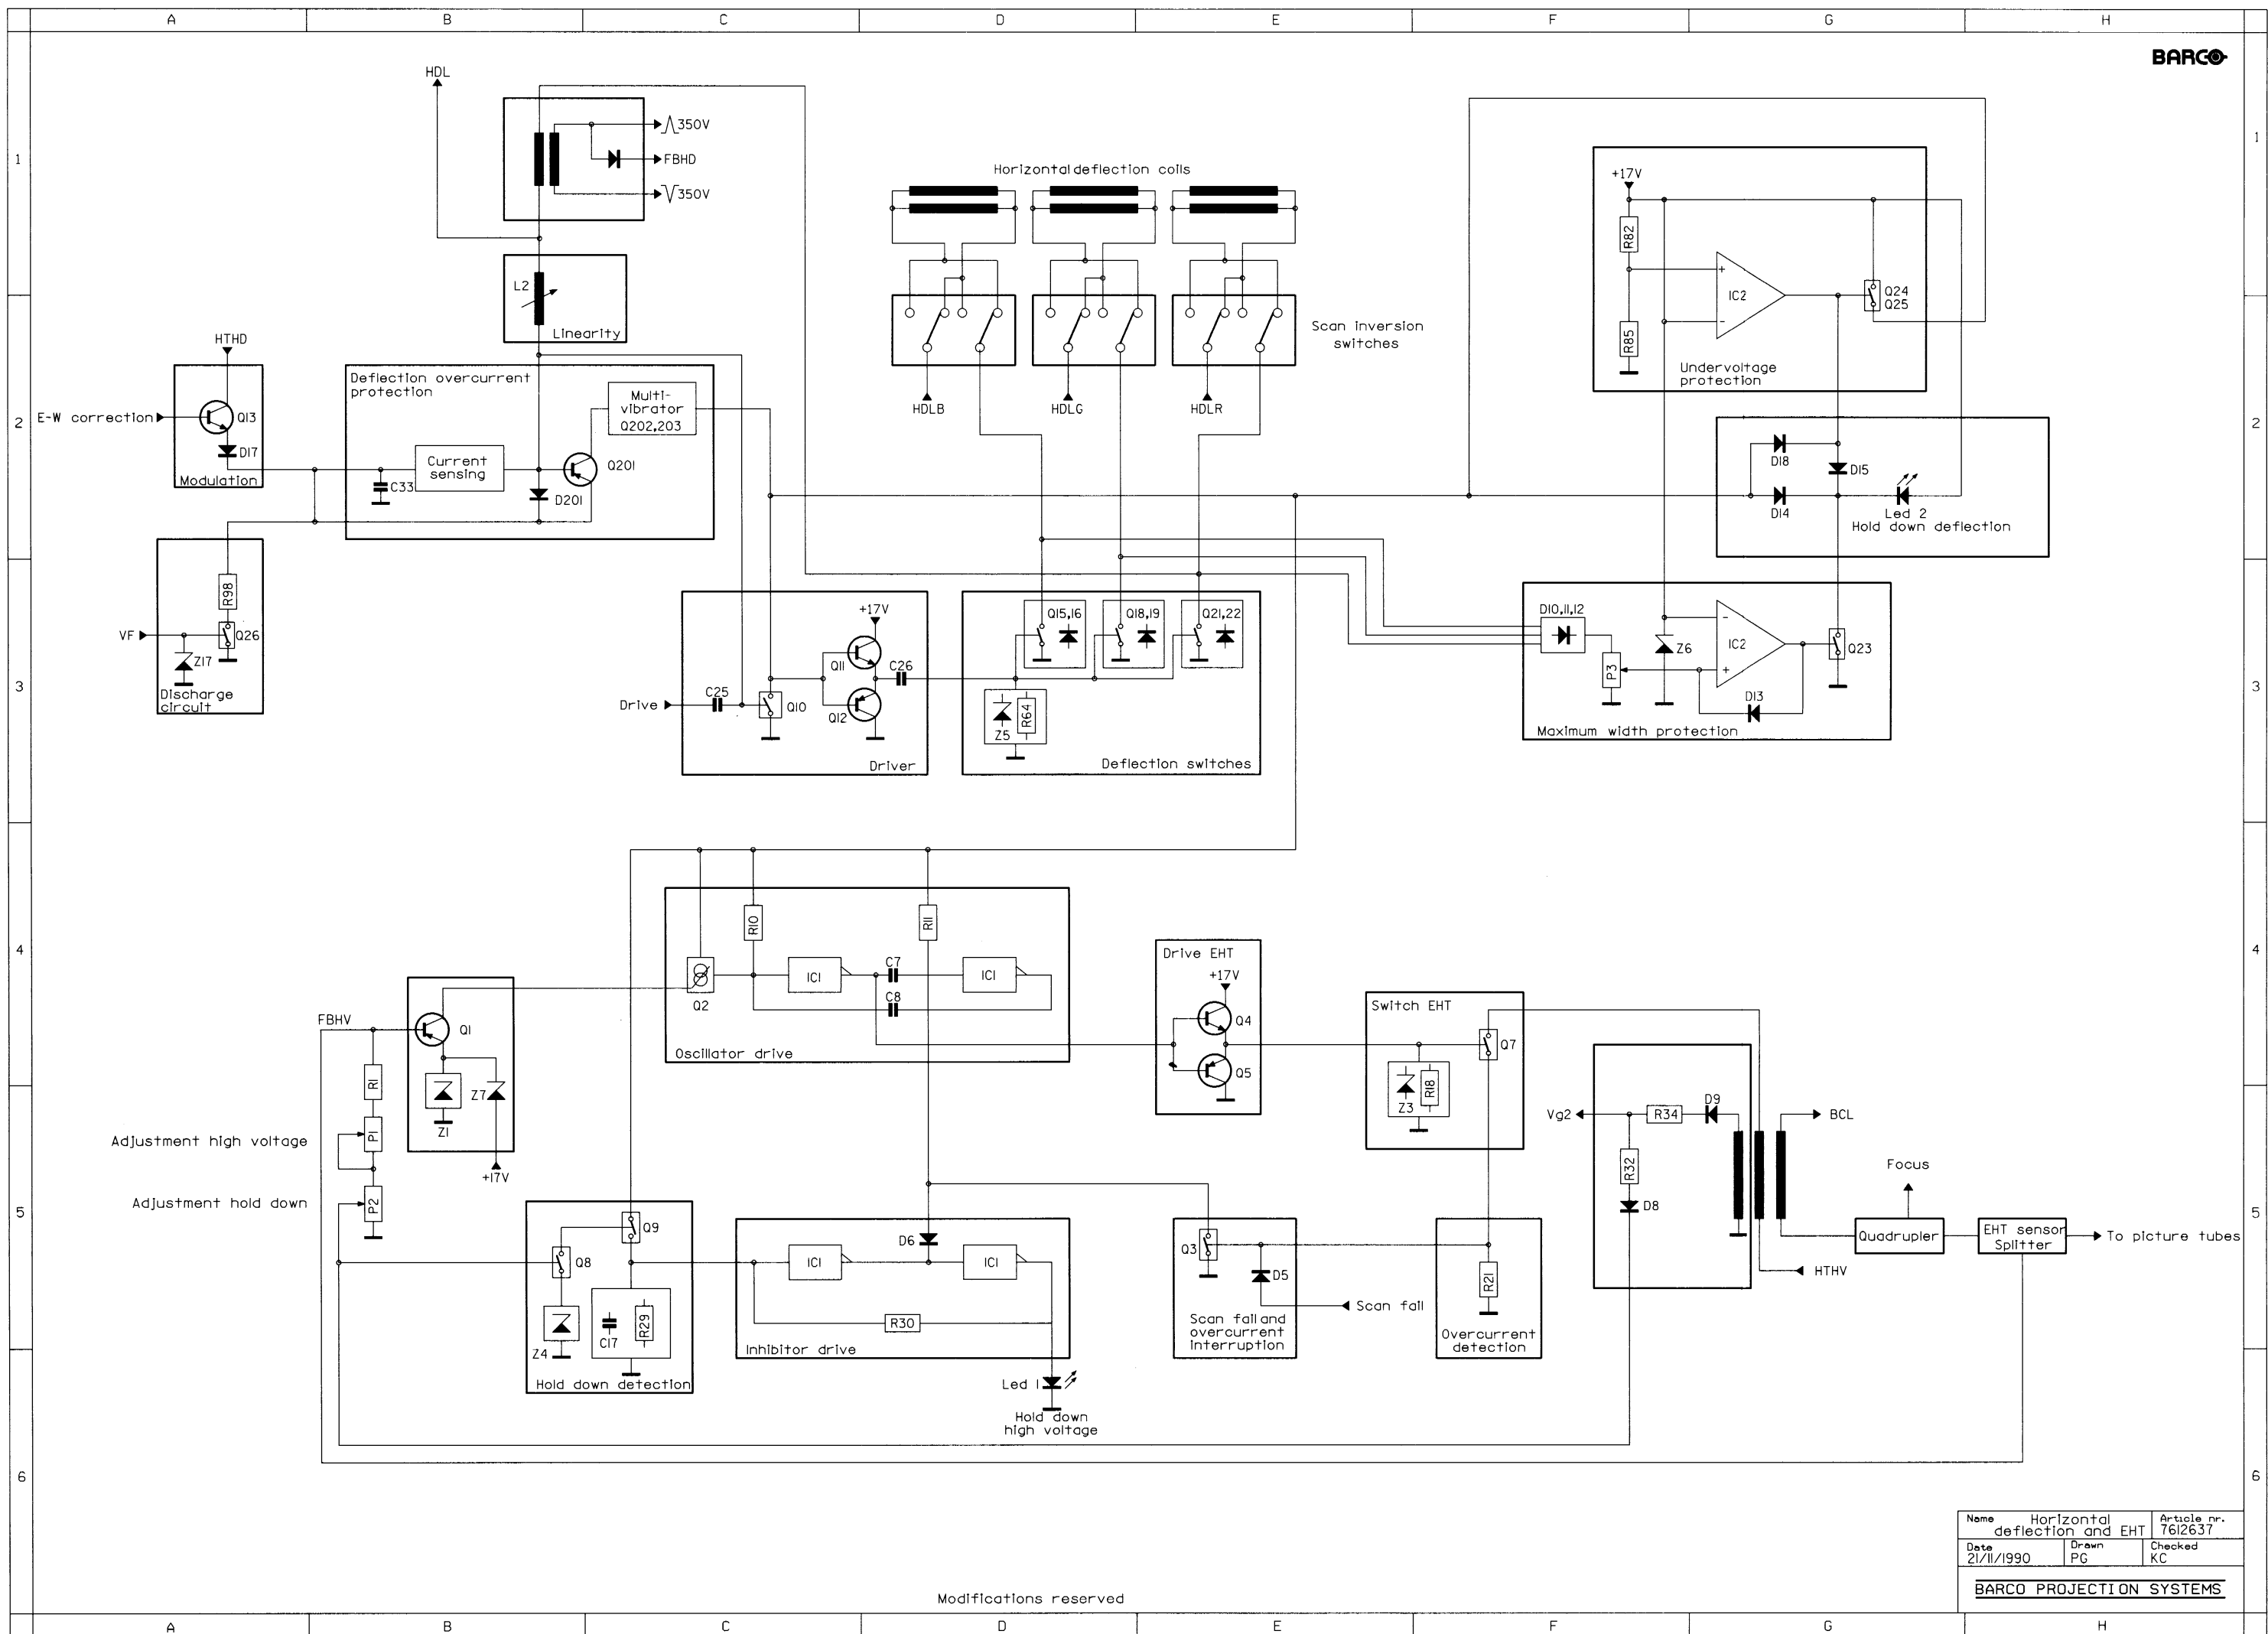 A B C D E F G H
BARCO
HDL
350V
FBHD
350V
1
1
Horizontal deflection coils
+17V
R82
L2
Linearity
IC2
+
-
Q24
Q25
R85
Undervoltage
protection
Scan inversion
switches
HTHD
Deflection overcurrent
protection
Multi-
vibrator
Q202,203
E-W correction
Q13
D17
Modulation
Current
sensing
Q201
C33
D201
HDLB
HDLG
HDLR
2
2
D18
D15
D14
Led 2
Hold down deflection
R98
VF
Q26
Z17
Discharge
circuit
+17V
Q11
C26
C25
Drive
Q10
Q12
Driver
Q15,16
Q18,19
Q21,22
Z5
R64
Deflection switches
D10,11,12
P3
Z6
-
IC2
+
Q23
D13
Maximum width protection
3
3
R10
R11
IC1
C7
IC1
C8
Q2
Oscillator drive
Drive EHT
+17V
Q4
Q5
Switch EHT
Q7
Z3
R18
4
4
FBHV
Q1
R1
Z7
Z1
P1
Adjustment high voltage
+17V
Adjustment hold down
P2
Vg2
R34
D9
BCL
R32
D8
Focus
Quadrupler
EHT sensor
Splitter
To picture tubes
HTHV
5
5
Q9
Q8
C17
R29
Z4
Hold down detection
D6
IC1
IC1
R30
Inhibitor drive
Led 1
Hold down
high voltage
Q3
D5
Scan fail
Scan fail and
overcurrent
interruption
R21
Overcurrent
detection
6
6
Name Horizontal
deflection and EHT
Article nr.
7612637
Date
21/11/1990
Drawn
PG
Checked
KC
BARCO PROJECTION SYSTEMS
Modifications reserved
A B C D E F G H